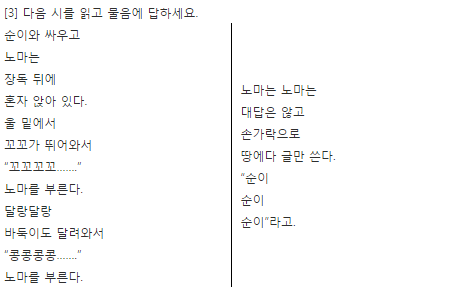 [3] 다음 시를 읽고 물음에 답하세요.
순이와 싸우고
노마는
장독 뒤에
혼자 앉아 있다.
울 밑에서
꼬꼬가 뛰어와서
“꼬꼬꼬꼬.......”
노마를 부른다.
달랑달랑
바둑이도 달려와서
“콩콩콩콩.......”
노마를 부른다.
노마는 노마는
대답은 않고
손가락으로
땅에다 글만 쓴다.
“순이
순이
순이”라고.